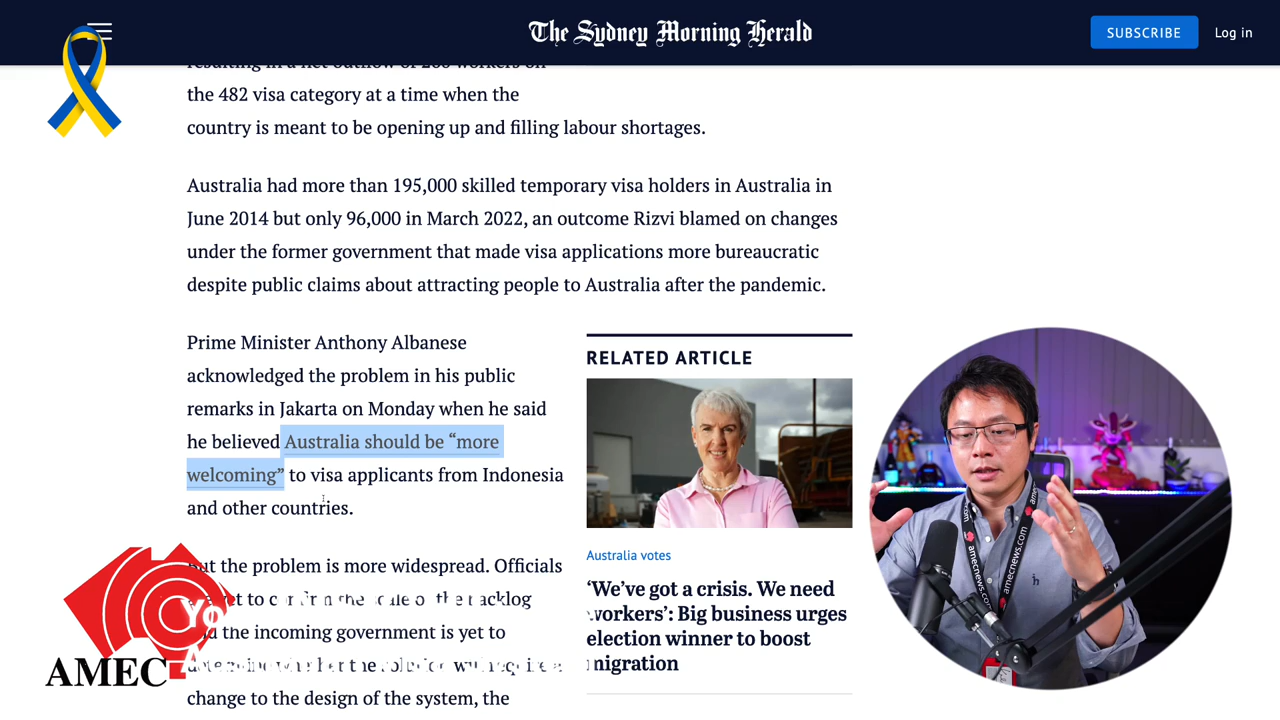 The Sydney Morning Herald
SUBSCRIBE
Log in
resulting in a net outflow of 200 workers on
the 482 visa category at a time when the
country is meant to be opening up and filling labour shortages.
Australia had more than 195,000 skilled temporary visa holders in Australia in
June 2014 but only 96,000 in March 2022, an outcome Rizvi blamed on changes
under the former government that made visa applications more bureaucratic
despite public claims about attracting people to Australia after the pandemic.
Prime Minister Anthony Albanese
acknowledged the problem in his public
remarks in Jakarta on Monday when he said
he believed Australia should be “more
welcoming” to visa applicants from Indonesia
and other countries.
But the problem is more widespread. Officials
the backlog
and the incoming government is yet to
change to the design of the system, the
RELATED ARTICLE
Australia votes
‘We’ve got a crisis. We need
workers’: Big business urges
election winner to boost
migration
AMEC
amecnews.com
amecnews.com